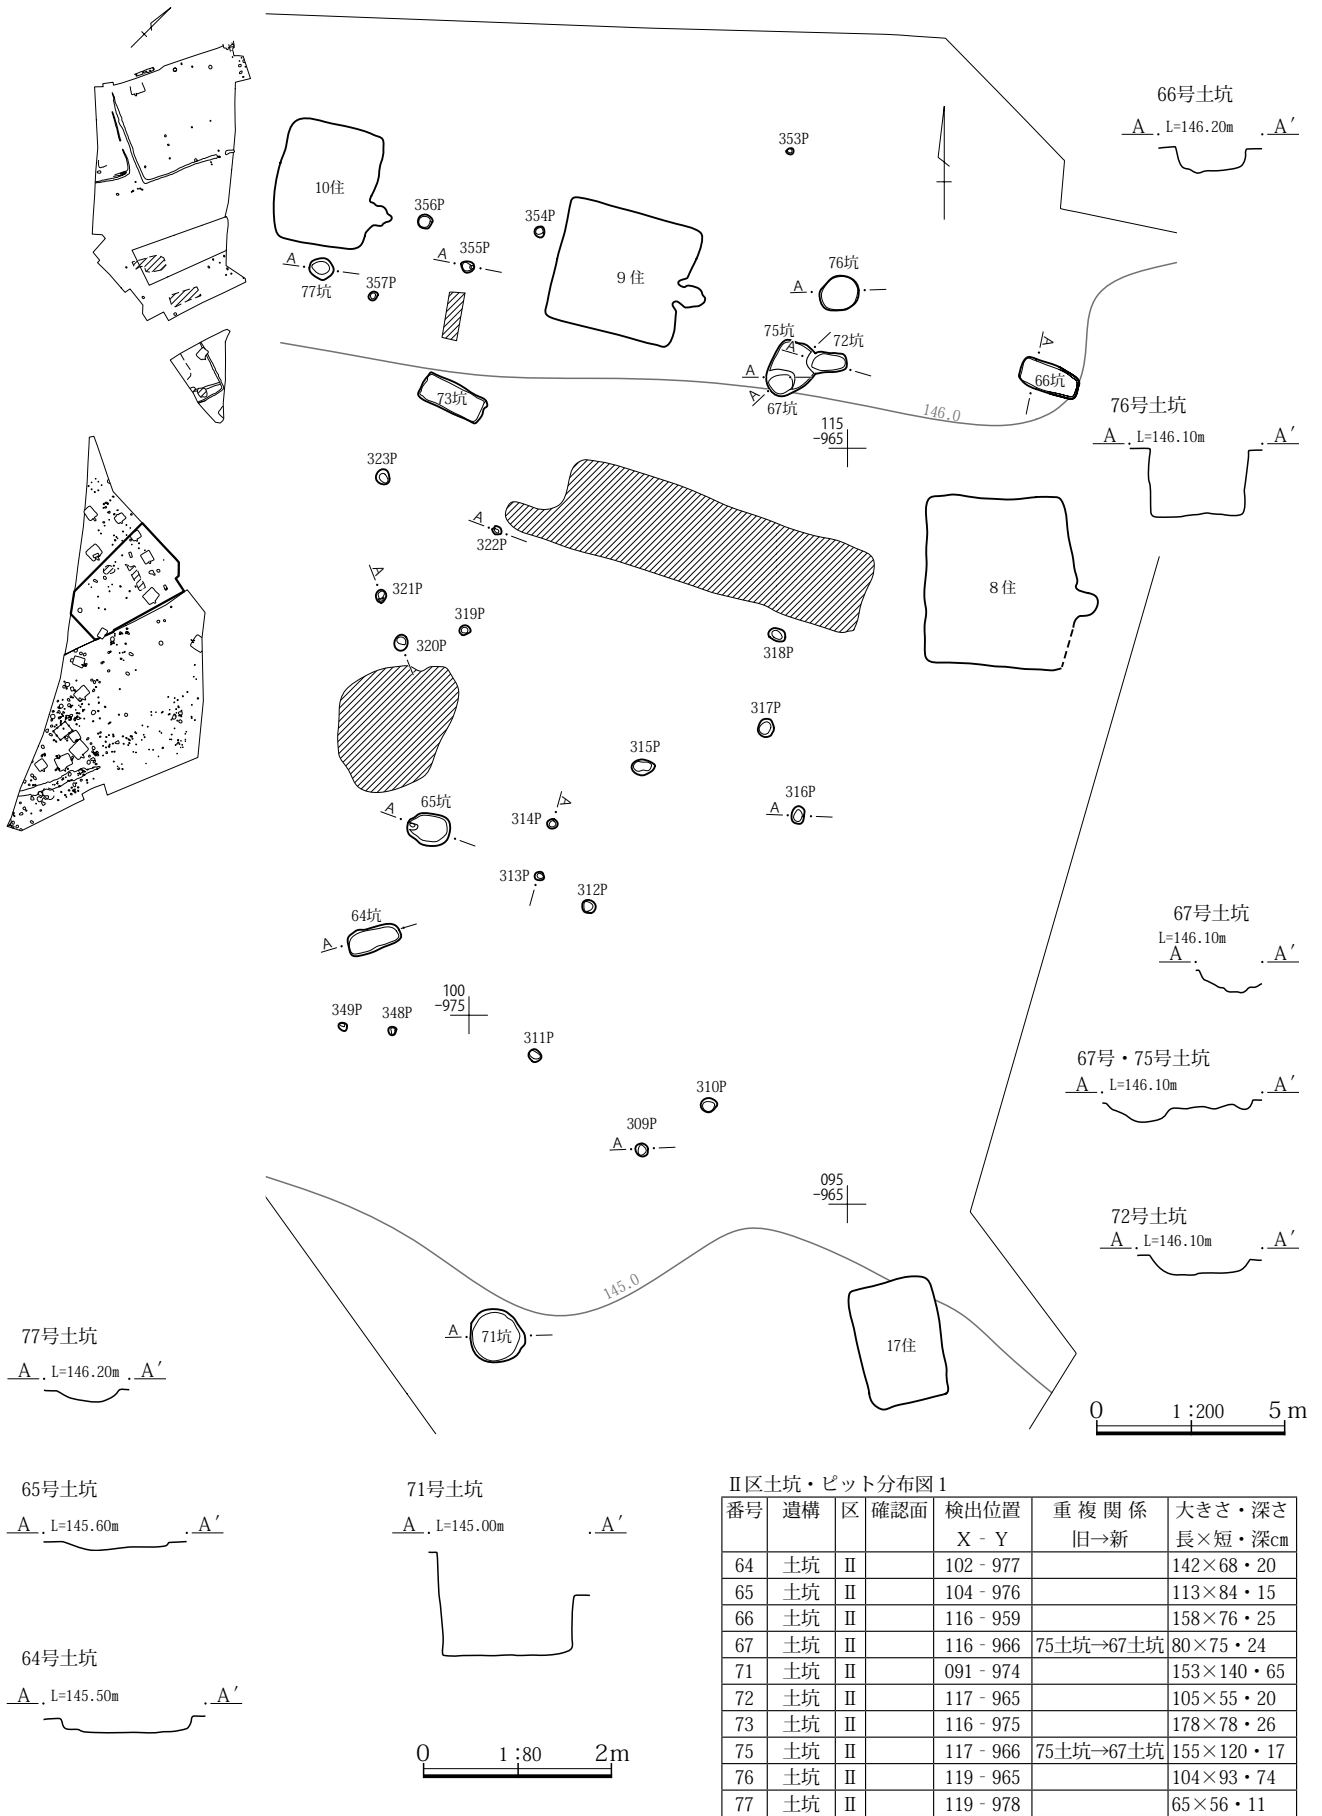 66号土坑
A L=146.20m A′
353P
10住
356P
354P
A 355P
9住
A
77坑
357P
76坑
A
75坑
72坑
A
A
A
67坑
A
66坑
73坑
146.0
115
-965
76号土坑
A L=146.10m A′
323P
A
322P
8住
A
321P
319P
320P
318P
317P
315P
316P
A
65坑
A
314P
A
313P
312P
64坑
A
67号土坑
L=146.10m
A A′
100
-975
349P
348P
311P
67号・75号土坑
A L=146.10m A′
310P
309P
A
095
-965
72号土坑
A L=146.10m A′
145.0
71坑
A
17住
77号土坑
A L=146.20m A′
0 1:200 5m
65号土坑
A L=145.60m A′
71号土坑
A L=145.00m A′
64号土坑
A L=145.50m A′
0 1:80 2m
Ⅱ区土坑・ピット分布図1
番号 遺構 区 確認面 検出位置 重複関係 大きさ・深さ
X - Y 旧→新 長×短・深cm
64 土坑 Ⅱ 102 - 977 142×68・20
65 土坑 Ⅱ 104 - 976 113×84・15
66 土坑 Ⅱ 116 - 959 158×76・25
67 土坑 Ⅱ 116 - 966 75土坑→67土坑 80×75・24
71 土坑 Ⅱ 091 - 974 153×140・65
72 土坑 Ⅱ 117 - 965 105×55・20
73 土坑 Ⅱ 116 - 975 178×78・26
75 土坑 Ⅱ 117 - 966 75土坑→67土坑 155×120・17
76 土坑 Ⅱ 119 - 965 104×93・74
77 土坑 Ⅱ 119 - 978 65×56・11